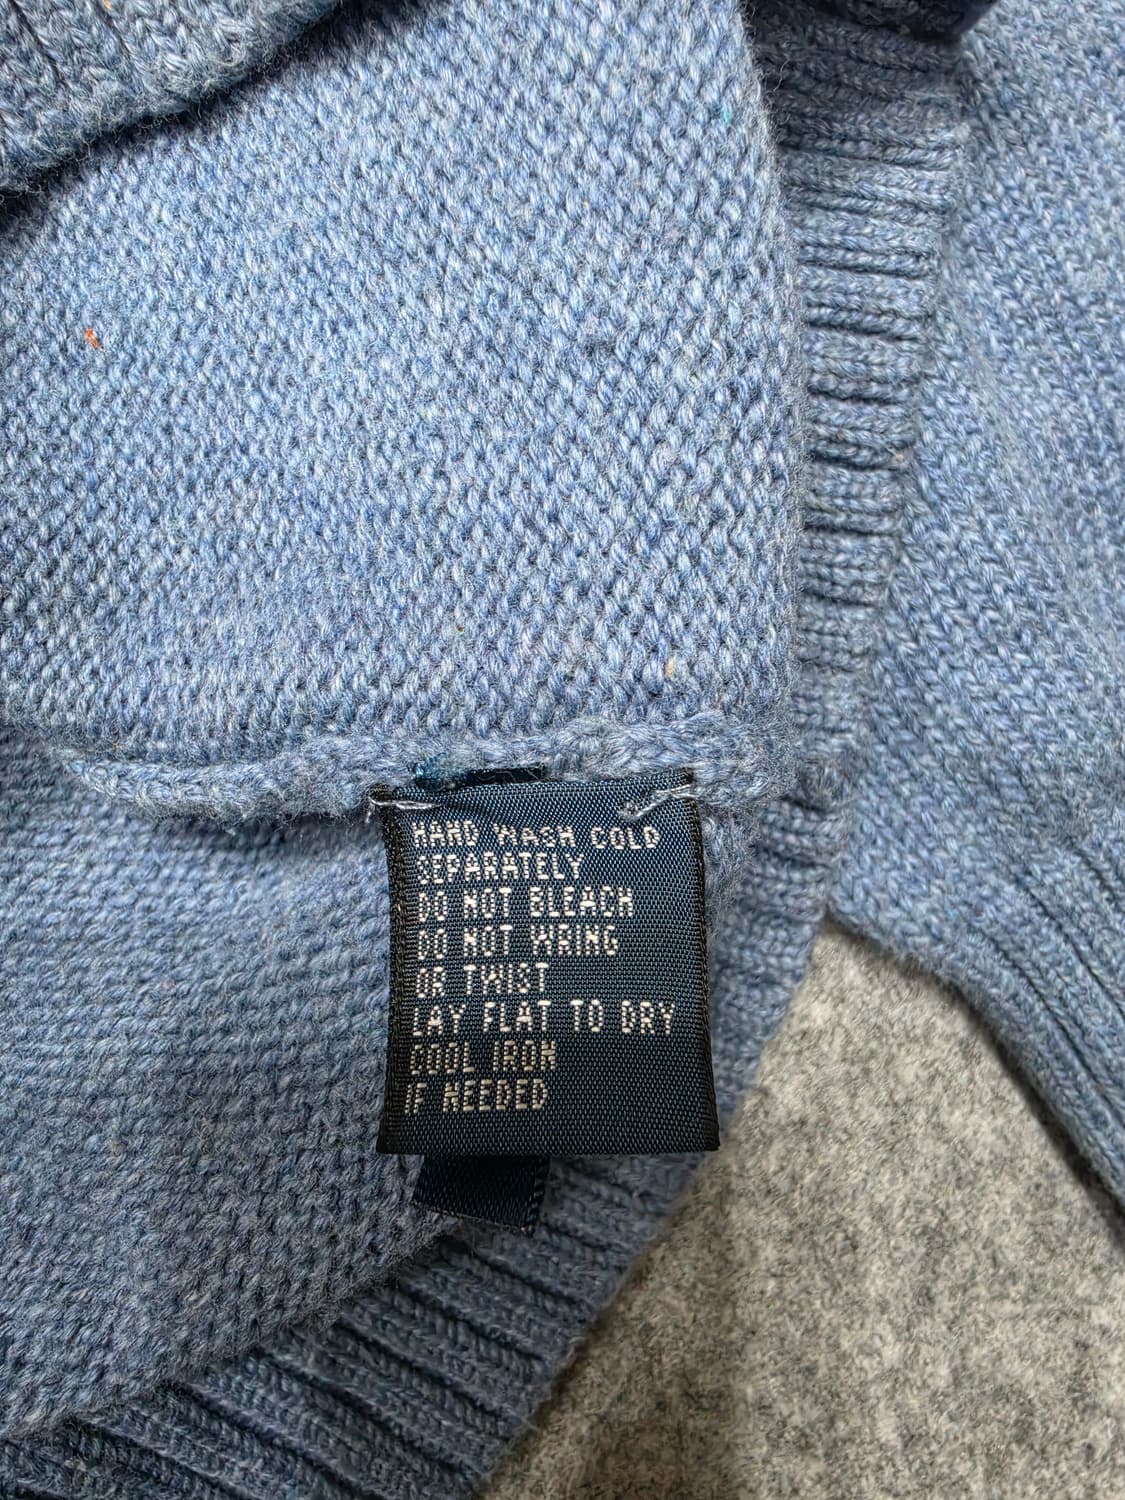 HAND WASH COLD
SEPARATELY
DO NOT BLEACH
DO NOT WRING
OR TWIST
LAY FLAT TO DRY
COOL IRON
IF NEEDED